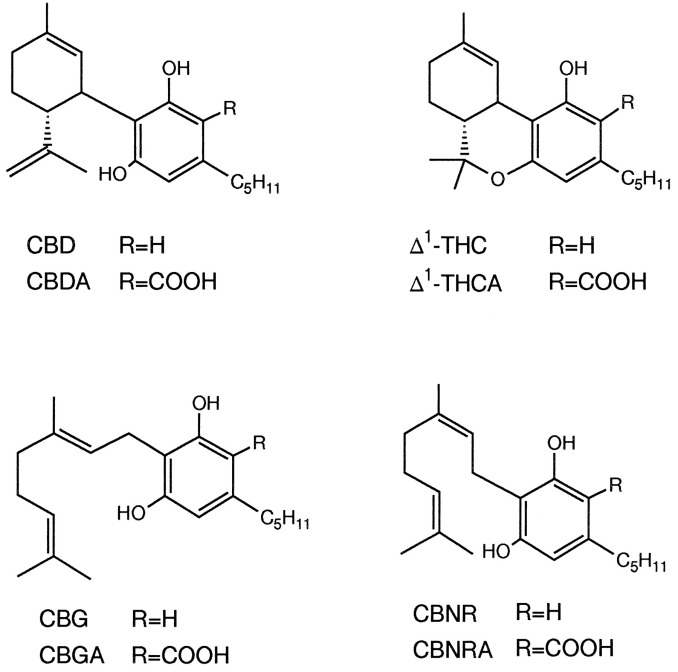 OH
R
HO
C5H11
CBD R=H
CBDA R=COOH
OH
R
O
C5H11
Δ1-THC R=H
Δ1-THCA R=COOH
OH
R
HO
C5H11
CBG R=H
CBGA R=COOH
OH
R
HO
C5H11
CBNR R=H
CBNRA R=COOH